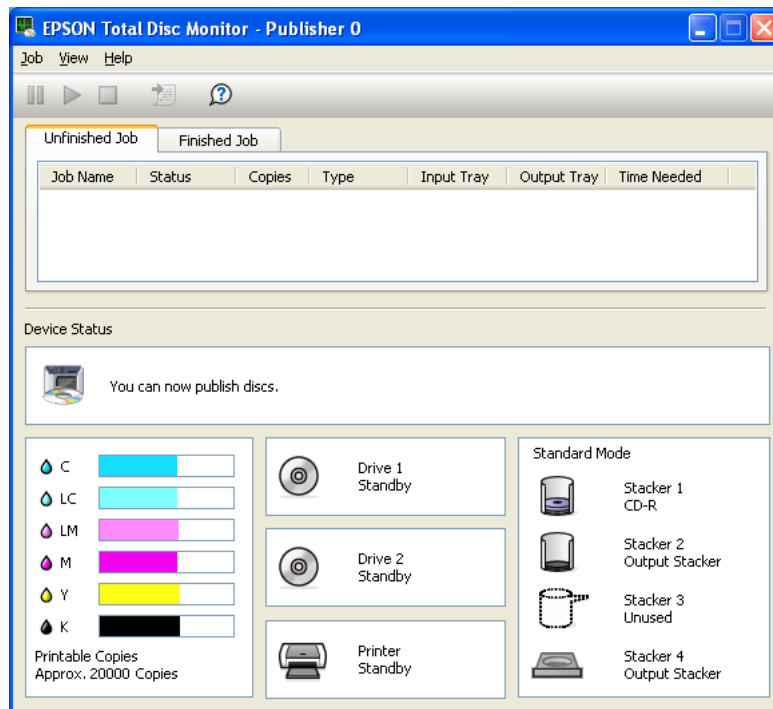 EPSON Total Disc Monitor - Publisher 0
Job View Help
Unfinished Job Finished Job
Job Name Status Copies Type Input Tray Output Tray Time Needed
Device Status
You can now publish discs.
C
LC
LM
M
Y
K
Printable Copies
Approx. 20000 Copies
Drive 1
Standby
Drive 2
Standby
Printer
Standby
Standard Mode
Stacker 1
CD-R
Stacker 2
Output Stacker
Stacker 3
Unused
Stacker 4
Output Stacker